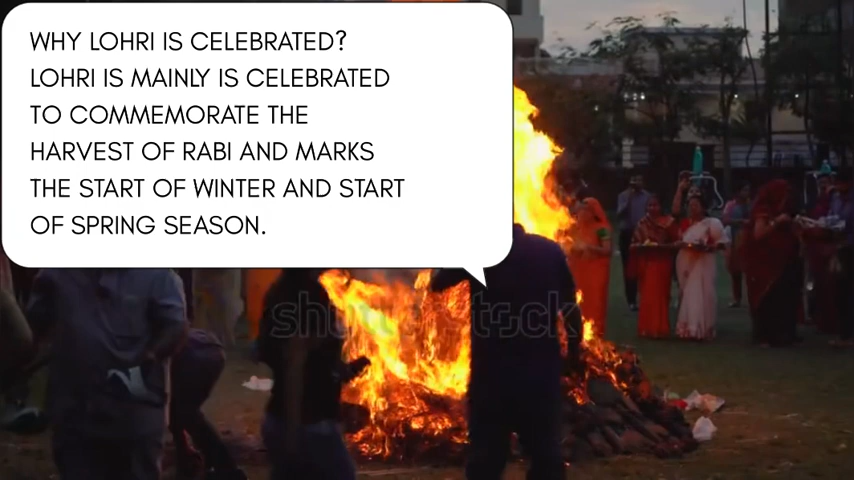 WHY LOHRI IS CELEBRATED?
LOHRI IS MAINLY IS CELEBRATED
TO COMMEMORATE THE
HARVEST OF RABI AND MARKS
THE START OF WINTER AND START
OF SPRING SEASON.
shutterstock